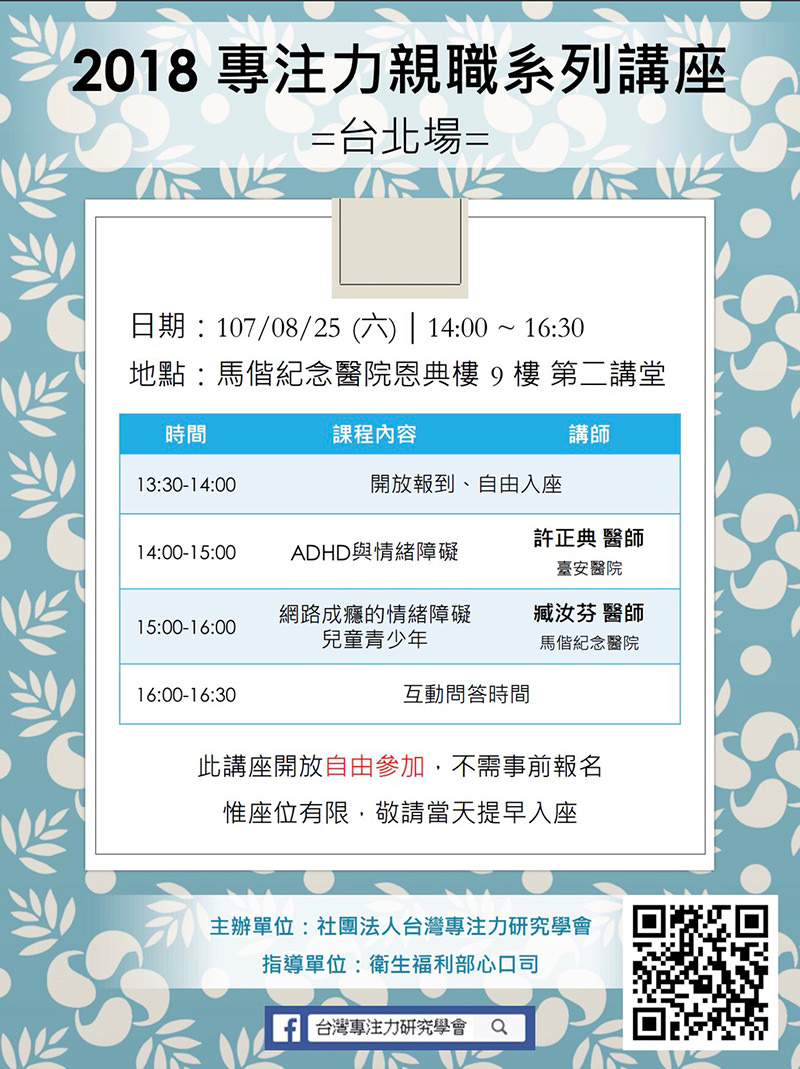 2018 專注力親職系列講座
=台北場=
日期：107/08/25 (六) | 14:00 ~ 16:30
地點：馬偕紀念醫院恩典樓 9 樓 第二講堂
時間 課程內容 講師
13:30-14:00 開放報到、自由入座
14:00-15:00 ADHD與情緒障礙 許正典 醫師
臺安醫院
15:00-16:00 網路成癮的情緒障礙 臧汝芬 醫師
兒童青少年 馬偕紀念醫院
16:00-16:30 互動問答時間
此講座開放自由參加，不需事前報名
惟座位有限，敬請當天提早入座
主辦單位：社團法人台灣專注力研究學會
指導單位：衛生福利部心口司
f 台灣專注力研究學會